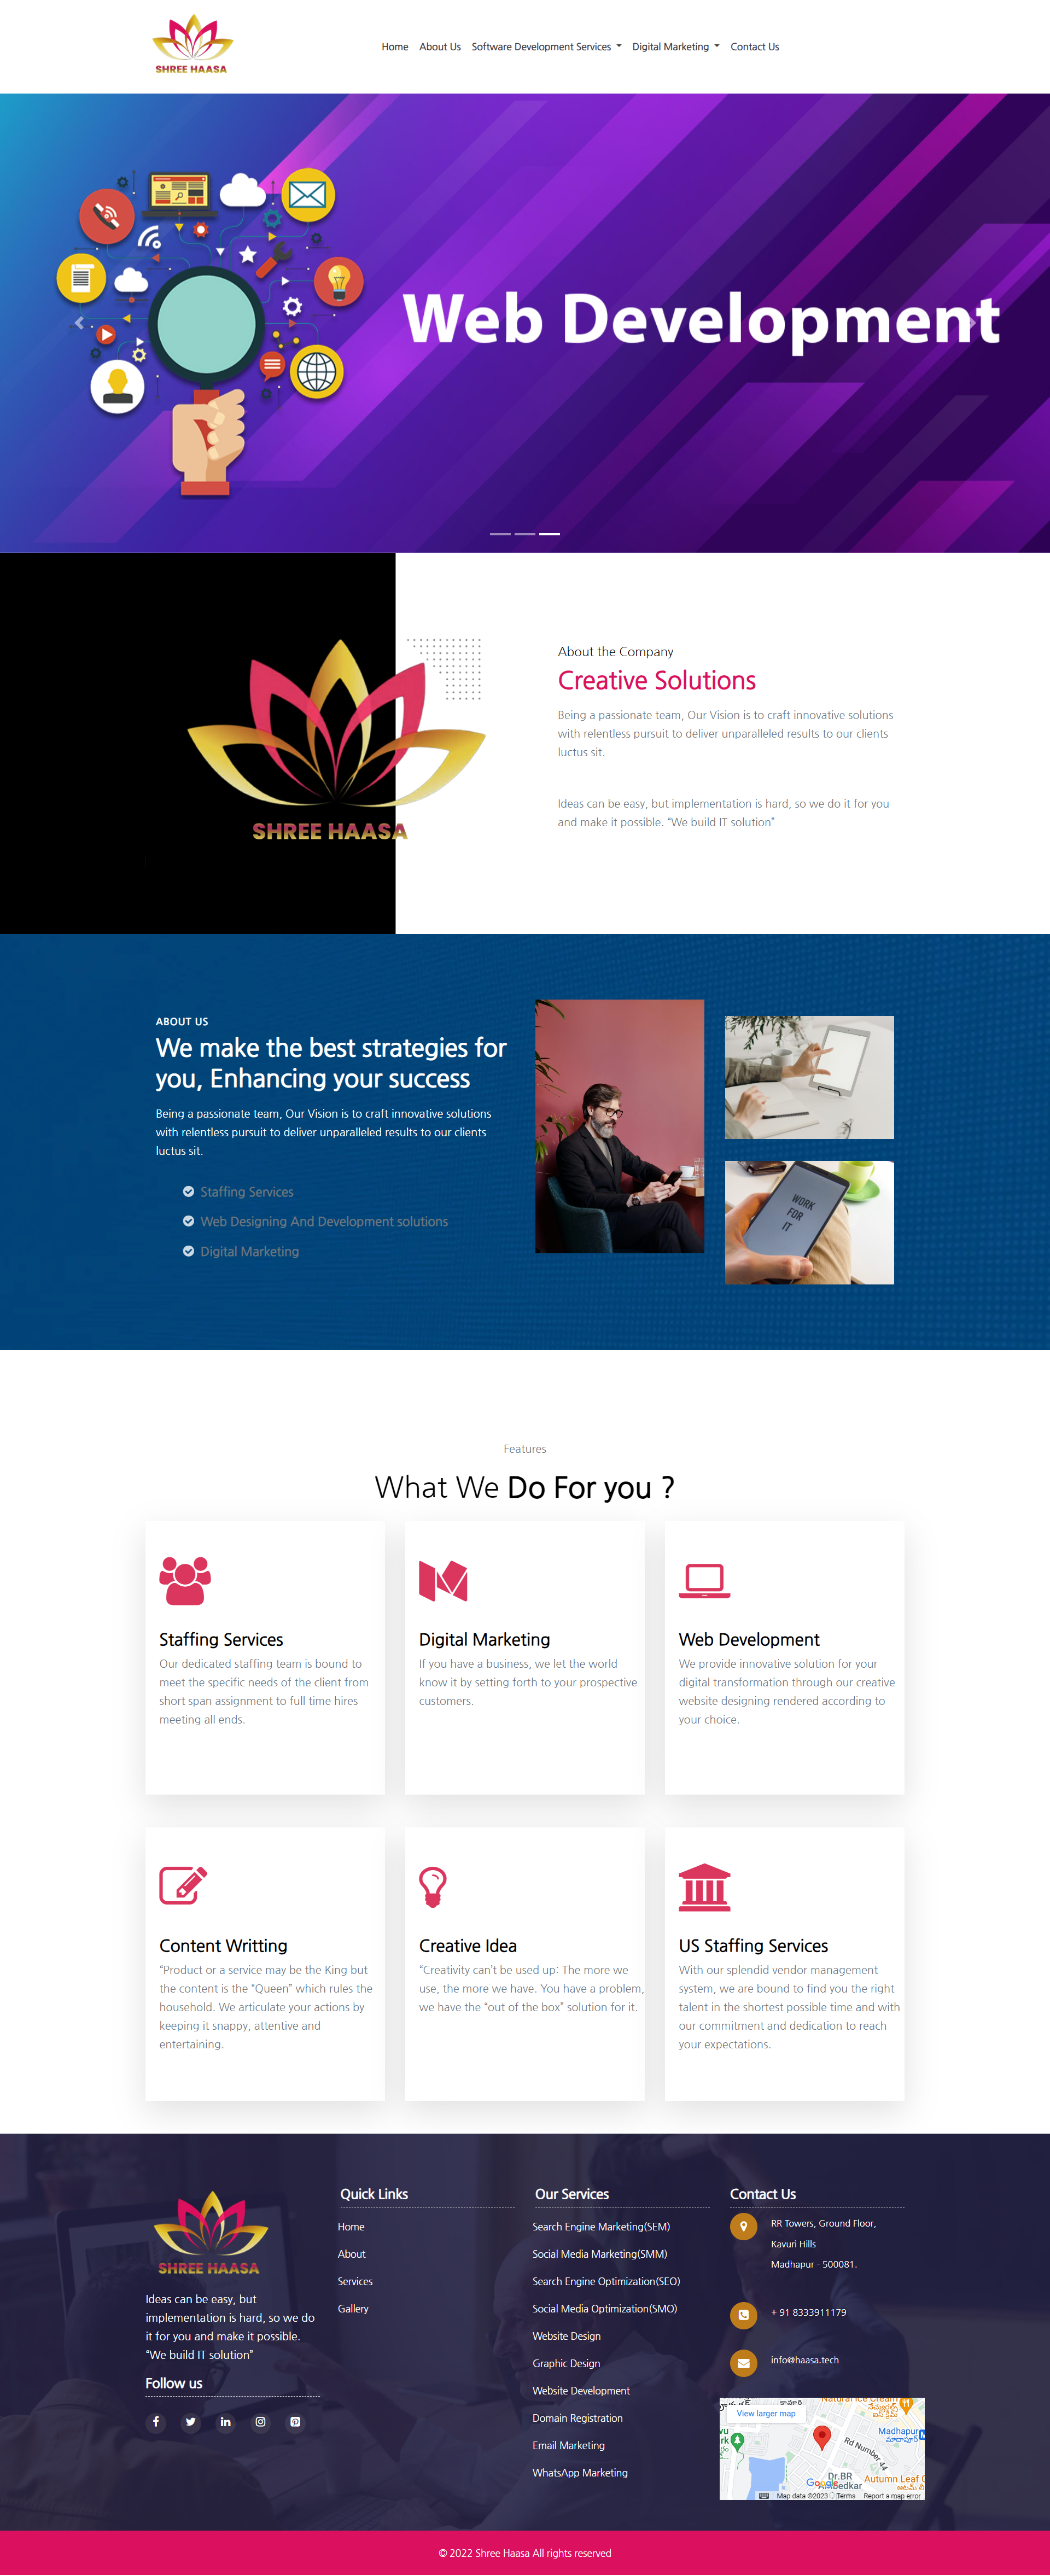 SHREE HAASA
Home About Us Software Development Services Digital Marketing Contact Us
Web Development
SHREE HAASA
About the Company
Creative Solutions
Being a passionate team, Our Vision is to craft innovative solutions
with relentless pursuit to deliver unparalleled results to our clients
luctus sit.
Ideas can be easy, but implementation is hard, so we do it for you
and make it possible. “We build IT solution”
ABOUT US
We make the best strategies for
you, Enhancing your success
Being a passionate team, Our Vision is to craft innovative solutions
with relentless pursuit to deliver unparalleled results to our clients
luctus sit.
Staffing Services
Web Designing And Development solutions
Digital Marketing
WORK
FOR
IT
Features
What We Do For you ?
Staffing Services
Our dedicated staffing team is bound to
meet the specific needs of the client from
short span assignment to full time hires
meeting all ends.
Digital Marketing
If you have a business, we let the world
know it by setting forth to your prospective
customers.
Web Development
We provide innovative solution for your
digital transformation through our creative
website designing rendered according to
your choice.
Content Writting
“Product or a service may be the King but
the content is the “Queen” which rules the
household. We articulate your actions by
keeping it snappy, attentive and
entertaining.
Creative Idea
“Creativity can’t be used up: The more we
use, the more we have. You have a problem,
we have the “out of the box” solution for it.
US Staffing Services
With our splendid vendor management
system, we are bound to find you the right
talent in the shortest possible time and with
our commitment and dedication to reach
your expectations.
SHREE HAASA
Ideas can be easy, but
implementation is hard, so we do
it for you and make it possible.
“We build IT solution”
Follow us
Quick Links
Home
About
Services
Gallery
Our Services
Search Engine Marketing(SEM)
Social Media Marketing(SMM)
Search Engine Optimization(SEO)
Social Media Optimization(SMO)
Website Design
Graphic Design
Website Development
Domain Registration
Email Marketing
WhatsApp Marketing
Contact Us
RR Towers, Ground Floor,
Kavuri Hills
Madhapur - 500081.
+ 91 8333911179
info@haasa.tech
Natural Ice Cream
View larger map
Madhapur
మాదాపూర్
Rd Number 44
Dr.BR
Ambedkar
Autumn Leaf
Google
Map data ©2023 Terms Report a map error
© 2022 Shree Haasa All rights reserved